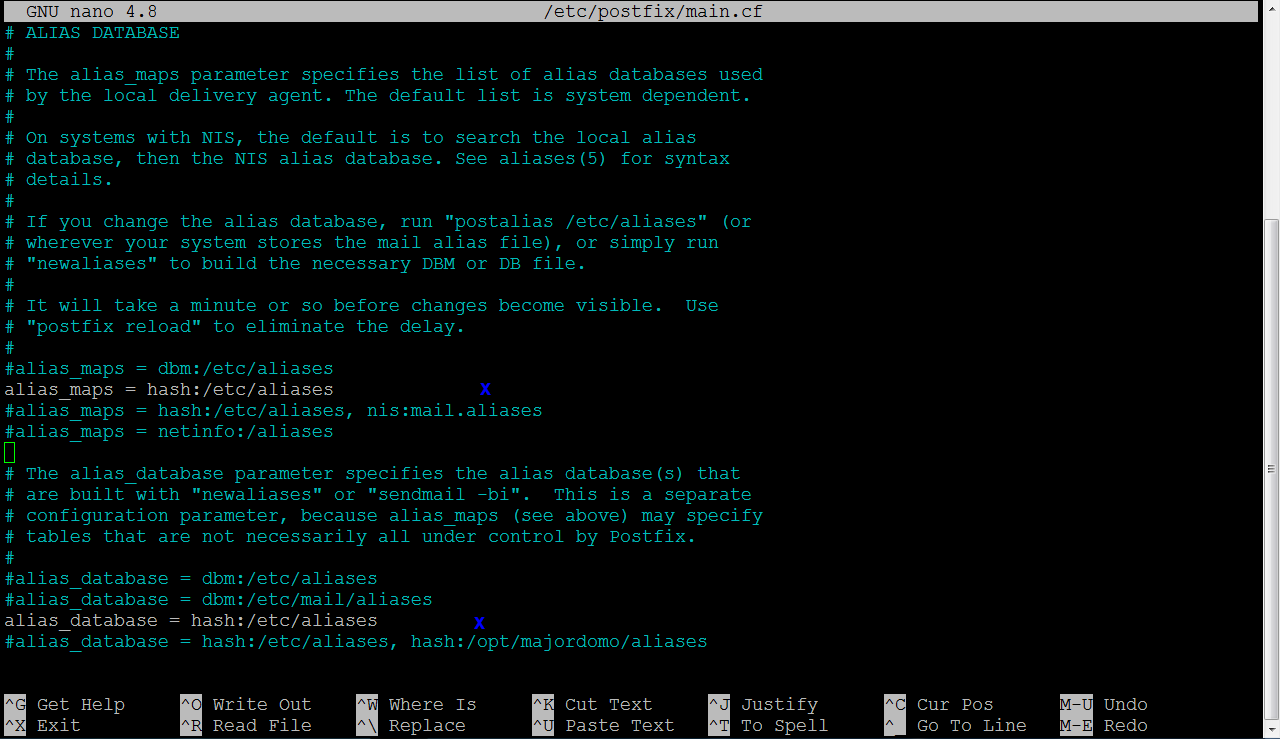 GNU nano 4.8 /etc/postfix/main.cf
# ALIAS DATABASE
#
# The alias_maps parameter specifies the list of alias databases used
# by the local delivery agent. The default list is system dependent.
#
# On systems with NIS, the default is to search the local alias
# database, then the NIS alias database. See aliases(5) for syntax
# details.
#
# If you change the alias database, run "postalias /etc/aliases" (or
# wherever your system stores the mail alias file), or simply run
# "newaliases" to build the necessary DBM or DB file.
#
# It will take a minute or so before changes become visible.  Use
# "postfix reload" to eliminate the delay.
#
#alias_maps = dbm:/etc/aliases
alias_maps = hash:/etc/aliases x
#alias_maps = hash:/etc/aliases, nis:mail.aliases
#alias_maps = netinfo:/aliases
# The alias_database parameter specifies the alias database(s) that
# are built with "newaliases" or "sendmail -bi".  This is a separate
# configuration parameter, because alias_maps (see above) may specify
# tables that are not necessarily all under control by Postfix.
#
#alias_database = dbm:/etc/aliases
#alias_database = dbm:/etc/mail/aliases
alias_database = hash:/etc/aliases x
#alias_database = hash:/etc/aliases, hash:/opt/majordomo/aliases
^G Get Help ^O Write Out ^W Where Is ^K Cut Text ^J Justify ^C Cur Pos M-U Undo
^X Exit ^R Read File ^\ Replace ^U Paste Text ^T To Spell ^_ Go To Line M-E Redo